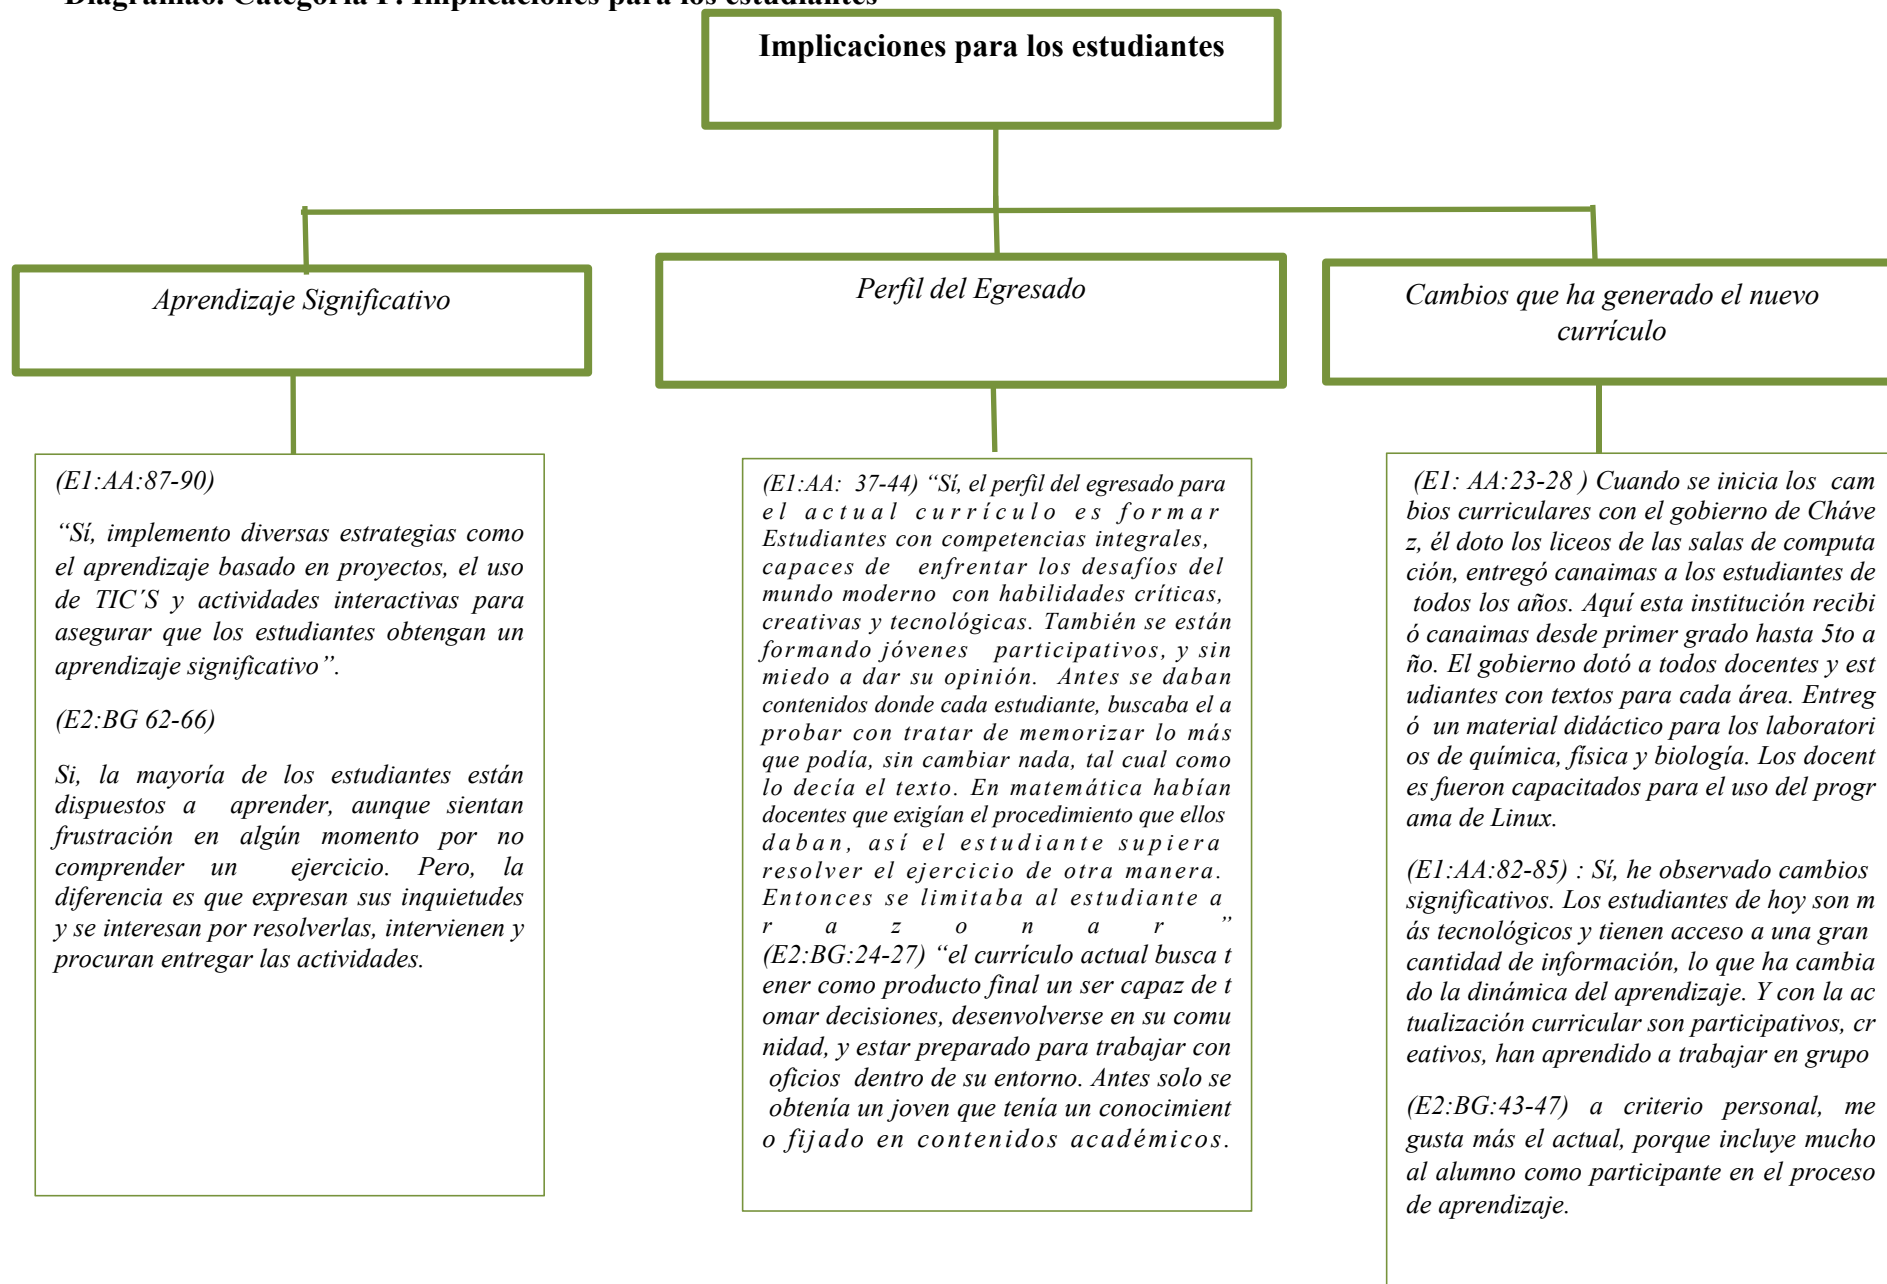 Diagrama6. Categoría F: Implicaciones para los estudiantes
Implicaciones para los estudiantes
Aprendizaje Significativo
(E1:AA:87-90)
“Sí, implemento diversas estrategias como
el aprendizaje basado en proyectos, el uso
de TIC´S y actividades interactivas para
asegurar que los estudiantes obtengan un
aprendizaje significativo”.
(E2:BG 62-66)
Si, la mayoría de los estudiantes están
dispuestos a aprender, aunque sientan
frustración en algún momento por no
comprender un ejercicio. Pero, la
diferencia es que expresan sus inquietudes
y se interesan por resolverlas, intervienen y
procuran entregar las actividades.
Perfil del Egresado
(E1:AA: 37-44) “Sí, el perfil del egresado para
el actual currículo es formar
Estudiantes con competencias integrales,
capaces de enfrentar los desafíos del
mundo moderno con habilidades críticas,
creativas y tecnológicas. También se están
formando jóvenes participativos, y sin
miedo a dar su opinión. Antes se daban
contenidos donde cada estudiante, buscaba el a
probar con tratar de memorizar lo más
que podía, sin cambiar nada, tal cual como
lo decía el texto. En matemática habían
docentes que exigían el procedimiento que ellos
daban, así el estudiante supiera
resolver el ejercicio de otra manera.
Entonces se limitaba al estudiante a
razonar”
(E2:BG:24-27) “el currículo actual busca t
ener como producto final un ser capaz de t
omar decisiones, desenvolverse en su comu
nidad, y estar preparado para trabajar con
oficios dentro de su entorno. Antes solo se
obtenía un joven que tenía un conocimient
o fijado en contenidos académicos.
Cambios que ha generado el nuevo
currículo
(E1: AA:23-28 ) Cuando se inicia los cam
bios curriculares con el gobierno de Cháve
z, él doto los liceos de las salas de computa
ción, entregó canaimas a los estudiantes de
todos los años. Aquí esta institución recibi
ó canaimas desde primer grado hasta 5to a
ño. El gobierno dotó a todos docentes y est
udiantes con textos para cada área. Entreg
ó un material didáctico para los laboratori
os de química, física y biología. Los docent
es fueron capacitados para el uso del progr
ama de Linux.
(E1:AA:82-85) : Sí, he observado cambios
significativos. Los estudiantes de hoy son m
ás tecnológicos y tienen acceso a una gran
cantidad de información, lo que ha cambia
do la dinámica del aprendizaje. Y con la ac
tualización curricular son participativos, cr
eativos, han aprendido a trabajar en grupo
(E2:BG:43-47) a criterio personal, me
gusta más el actual, porque incluye mucho
al alumno como participante en el proceso
de aprendizaje.